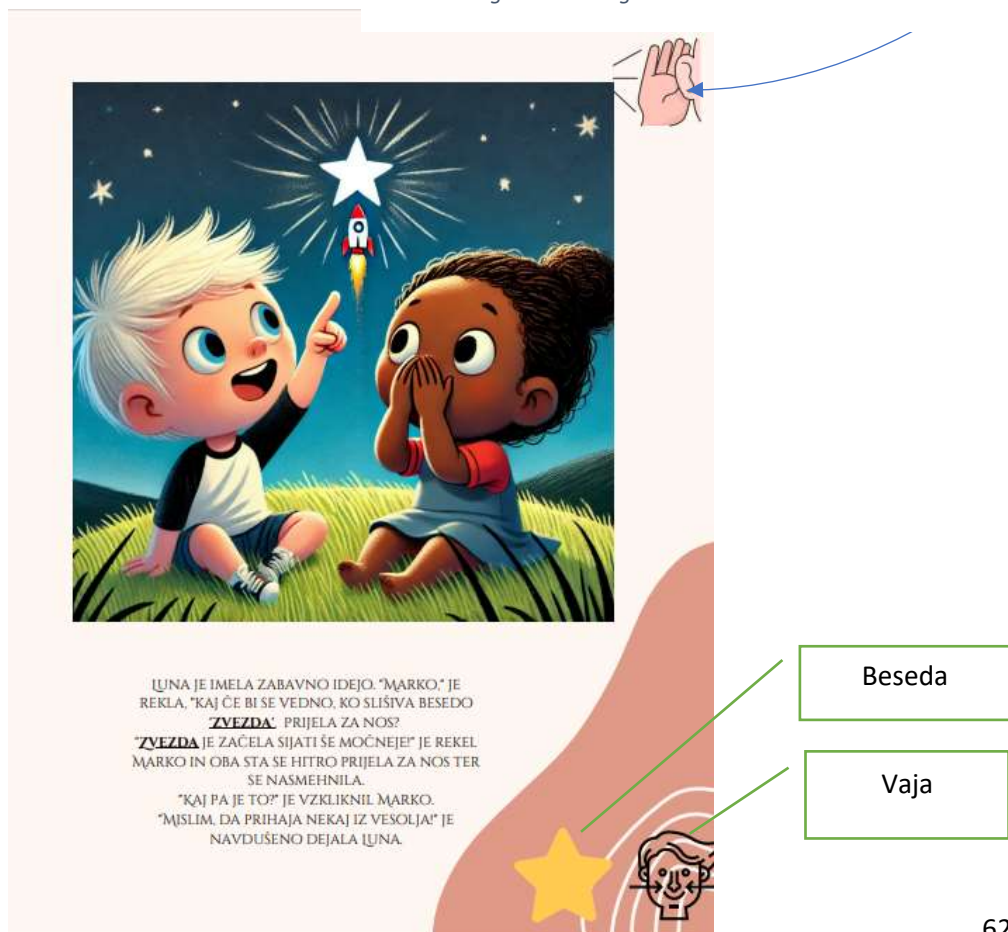 LUNA JE IMELA ZABAVNO IDEJO. "MARKO," JE
REKLA, "KAJ ČE BI SE VEDNO, KO SLIŠIVA BESEDO
'ZVEZDA', PRIJELA ZA NOS?
"ZVEZDA JE ZAČELA SIJATI ŠE MOČNEJE!" JE REKEL
MARKO IN OBA STA SE HITRO PRIJELA ZA NOS TER
SE NASMEHNILA.
"KAJ PA JE TO?" JE VZKLIKNIL MARKO.
"MISLIM, DA PRIHAJA NEKAJ IZ VESOLJA!" JE
NAVDUŠENO DEJALA LUNA.
Beseda
Vaja
62